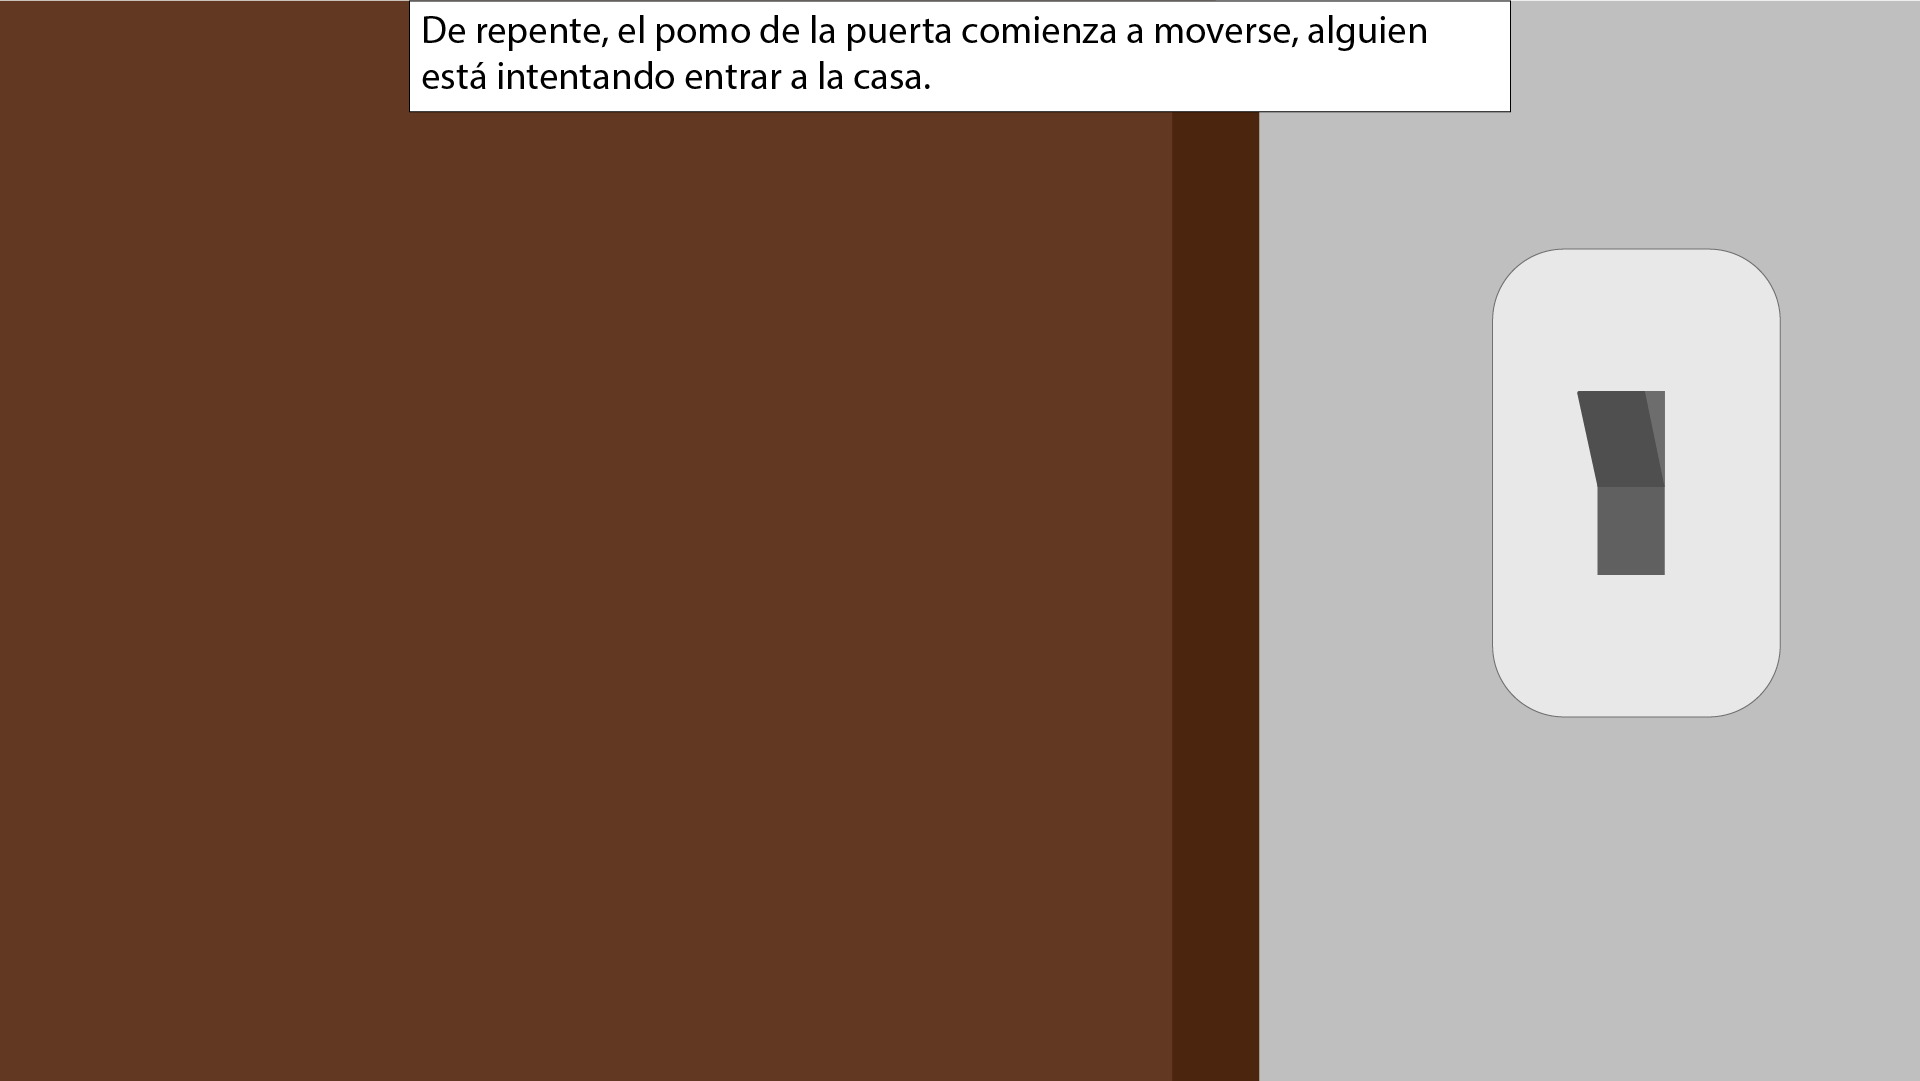 De repente, el pomo de la puerta comienza a moverse, alguien
está intentando entrar a la casa.